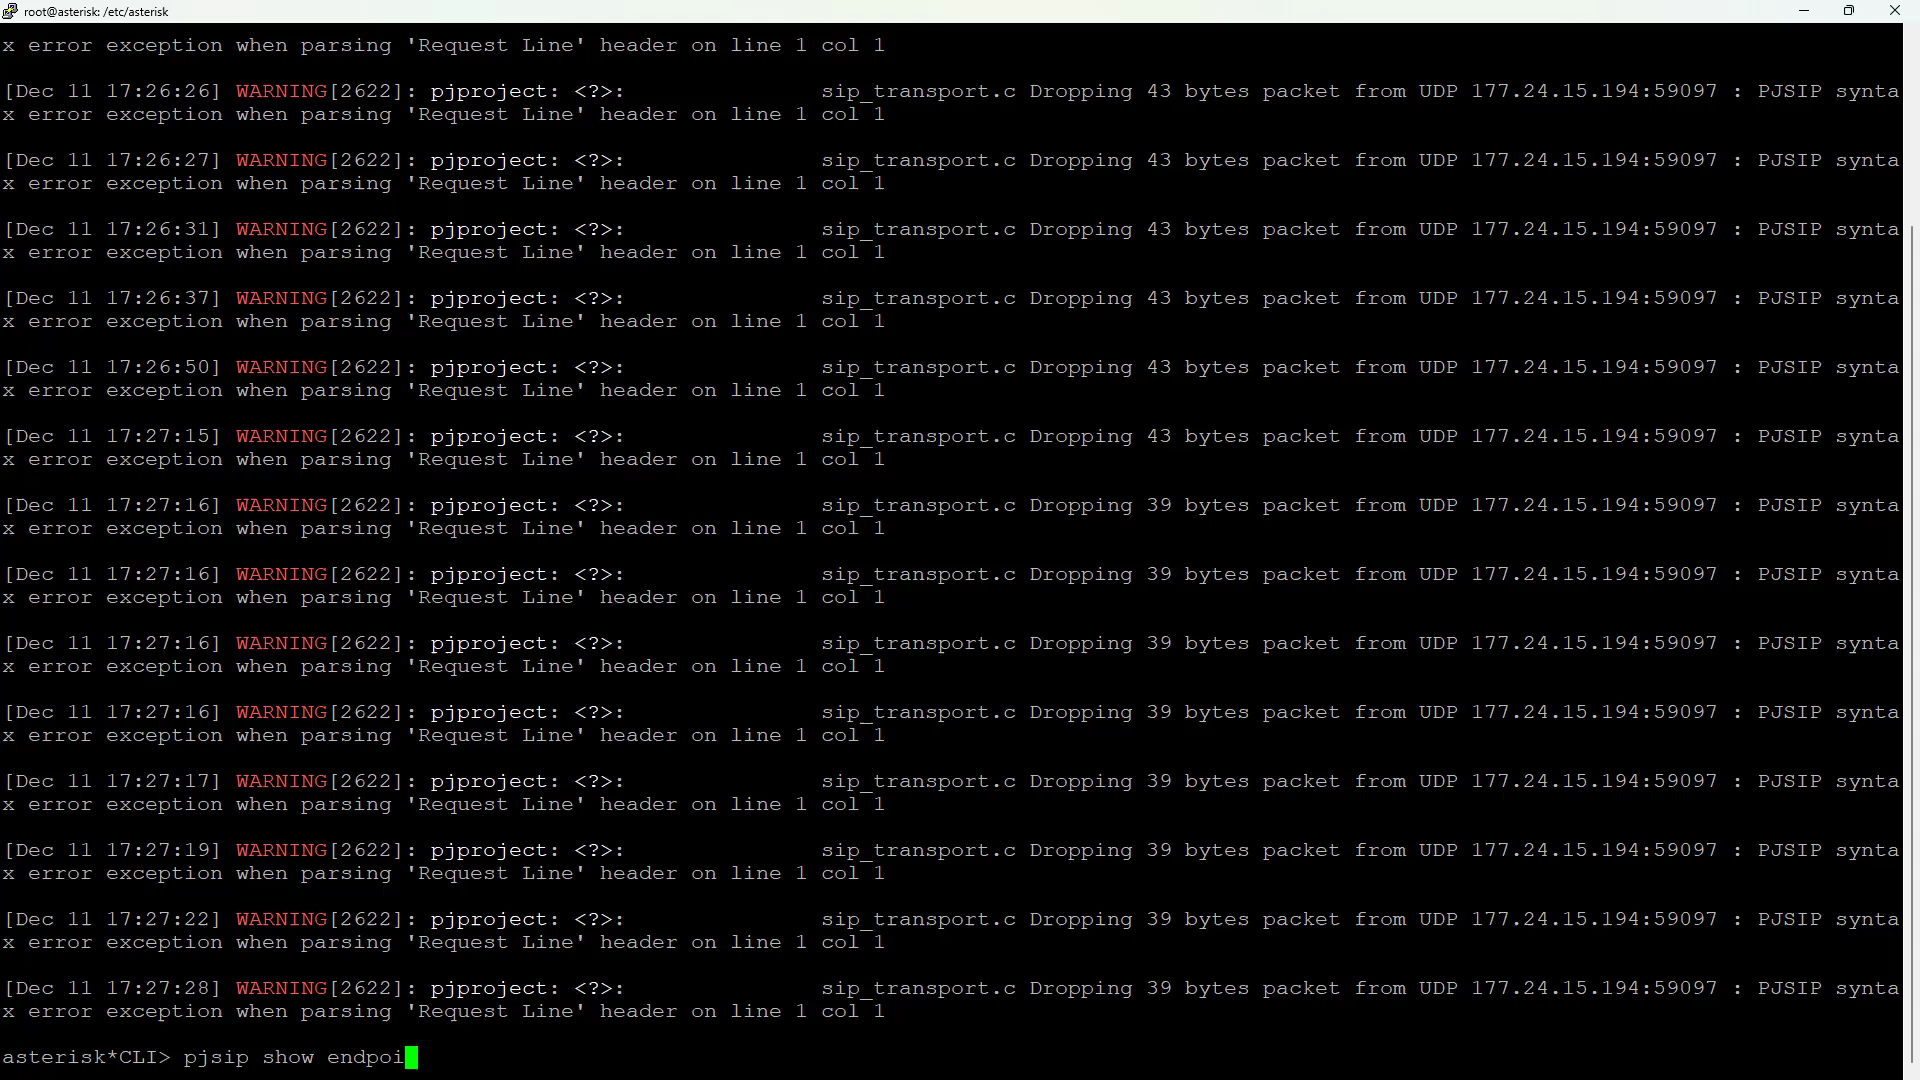 root@asterisk: /etc/asterisk
x error exception when parsing 'Request Line' header on line 1 col 1
[Dec 11 17:26:26] WARNING[2622]: pjproject: <?>: sip_transport.c Dropping 43 bytes packet from UDP 177.24.15.194:59097 : PJSIP synta
x error exception when parsing 'Request Line' header on line 1 col 1
[Dec 11 17:26:27] WARNING[2622]: pjproject: <?>: sip_transport.c Dropping 43 bytes packet from UDP 177.24.15.194:59097 : PJSIP synta
x error exception when parsing 'Request Line' header on line 1 col 1
[Dec 11 17:26:31] WARNING[2622]: pjproject: <?>: sip_transport.c Dropping 43 bytes packet from UDP 177.24.15.194:59097 : PJSIP synta
x error exception when parsing 'Request Line' header on line 1 col 1
[Dec 11 17:26:37] WARNING[2622]: pjproject: <?>: sip_transport.c Dropping 43 bytes packet from UDP 177.24.15.194:59097 : PJSIP synta
x error exception when parsing 'Request Line' header on line 1 col 1
[Dec 11 17:26:50] WARNING[2622]: pjproject: <?>: sip_transport.c Dropping 43 bytes packet from UDP 177.24.15.194:59097 : PJSIP synta
x error exception when parsing 'Request Line' header on line 1 col 1
[Dec 11 17:27:15] WARNING[2622]: pjproject: <?>: sip_transport.c Dropping 43 bytes packet from UDP 177.24.15.194:59097 : PJSIP synta
x error exception when parsing 'Request Line' header on line 1 col 1
[Dec 11 17:27:16] WARNING[2622]: pjproject: <?>: sip_transport.c Dropping 39 bytes packet from UDP 177.24.15.194:59097 : PJSIP synta
x error exception when parsing 'Request Line' header on line 1 col 1
[Dec 11 17:27:16] WARNING[2622]: pjproject: <?>: sip_transport.c Dropping 39 bytes packet from UDP 177.24.15.194:59097 : PJSIP synta
x error exception when parsing 'Request Line' header on line 1 col 1
[Dec 11 17:27:16] WARNING[2622]: pjproject: <?>: sip_transport.c Dropping 39 bytes packet from UDP 177.24.15.194:59097 : PJSIP synta
x error exception when parsing 'Request Line' header on line 1 col 1
[Dec 11 17:27:16] WARNING[2622]: pjproject: <?>: sip_transport.c Dropping 39 bytes packet from UDP 177.24.15.194:59097 : PJSIP synta
x error exception when parsing 'Request Line' header on line 1 col 1
[Dec 11 17:27:17] WARNING[2622]: pjproject: <?>: sip_transport.c Dropping 39 bytes packet from UDP 177.24.15.194:59097 : PJSIP synta
x error exception when parsing 'Request Line' header on line 1 col 1
[Dec 11 17:27:19] WARNING[2622]: pjproject: <?>: sip_transport.c Dropping 39 bytes packet from UDP 177.24.15.194:59097 : PJSIP synta
x error exception when parsing 'Request Line' header on line 1 col 1
[Dec 11 17:27:22] WARNING[2622]: pjproject: <?>: sip_transport.c Dropping 39 bytes packet from UDP 177.24.15.194:59097 : PJSIP synta
x error exception when parsing 'Request Line' header on line 1 col 1
[Dec 11 17:27:28] WARNING[2622]: pjproject: <?>: sip_transport.c Dropping 39 bytes packet from UDP 177.24.15.194:59097 : PJSIP synta
x error exception when parsing 'Request Line' header on line 1 col 1
asterisk*CLI> pjsip show endpoi